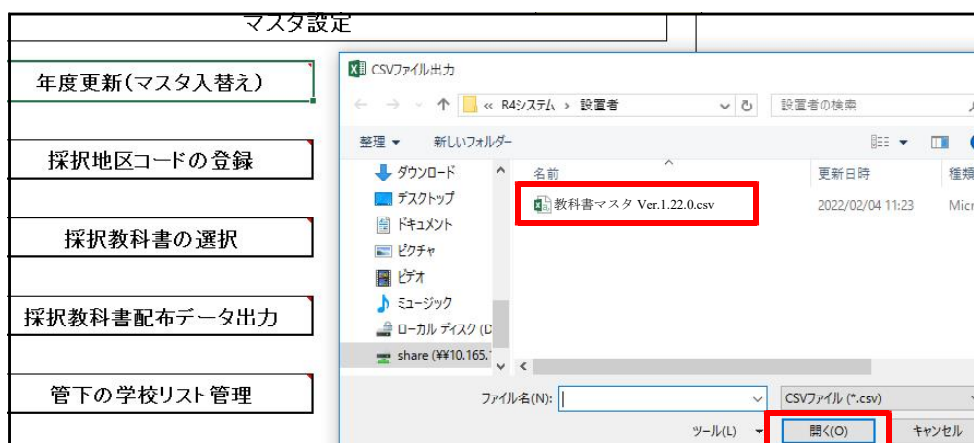 マスタ設定
年度更新(マスタ入替え)
採択地区コードの登録
採択教科書の選択
採択教科書配布データ出力
管下の学校リスト管理
CSVファイル出力
« R4システム › 設置者
設置者の検索
整理
新しいフォルダー
ダウンロード
デスクトップ
ドキュメント
ピクチャ
ビデオ
ミュージック
ローカル ディスク (D
share (¥¥10.165.
名前
更新日時
種類
教科書マスタ Ver.1.22.0.csv
2022/02/04 11:23
Micr
ファイル名(N):
CSVファイル (*.csv)
ツール(L)
開く(O)
キャンセル